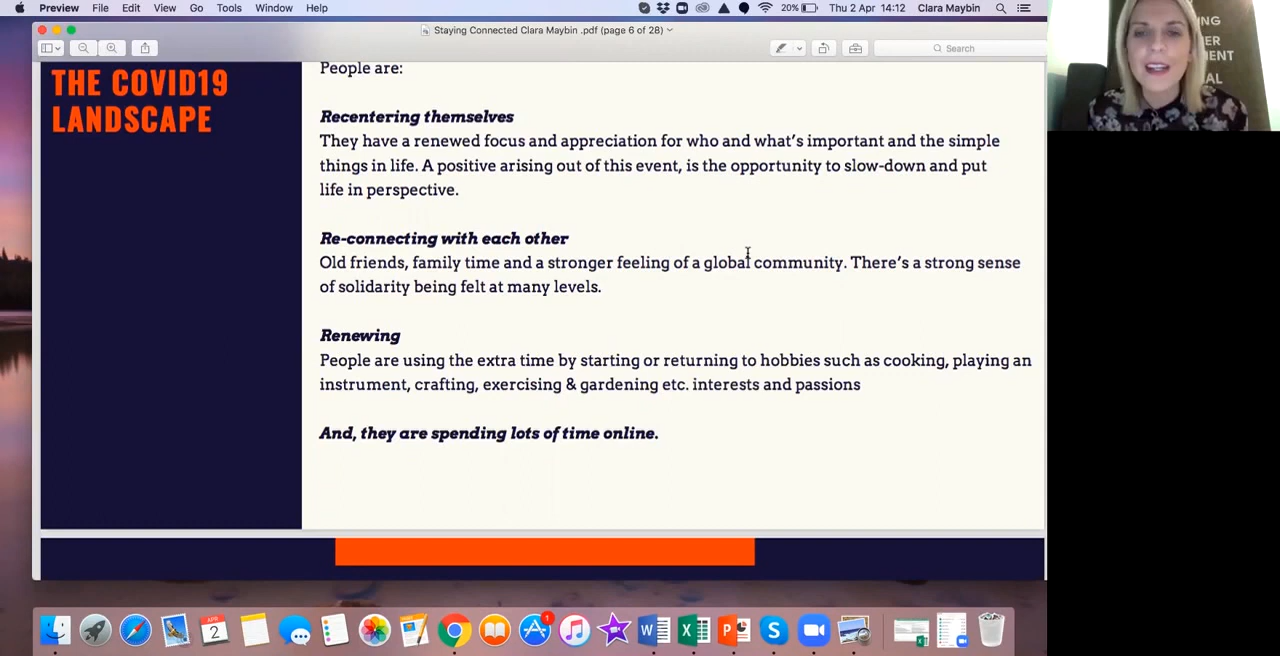 Preview File Edit View Go Tools Window Help 20% Thu 2 Apr 14:12 Clara Maybin
Staying Connected Clara Maybin .pdf (page 6 of 28)
Search
THE COVID19
LANDSCAPE
People are:
Recentering themselves
They have a renewed focus and appreciation for who and what's important and the simple
things in life. A positive arising out of this event, is the opportunity to slow-down and put
life in perspective.
Re-connecting with each other
Old friends, family time and a stronger feeling of a global community. There's a strong sense
of solidarity being felt at many levels.
Renewing
People are using the extra time by starting or returning to hobbies such as cooking, playing an
instrument, crafting, exercising & gardening etc. interests and passions
And, they are spending lots of time online.
APR
2
1
W
X
P
S